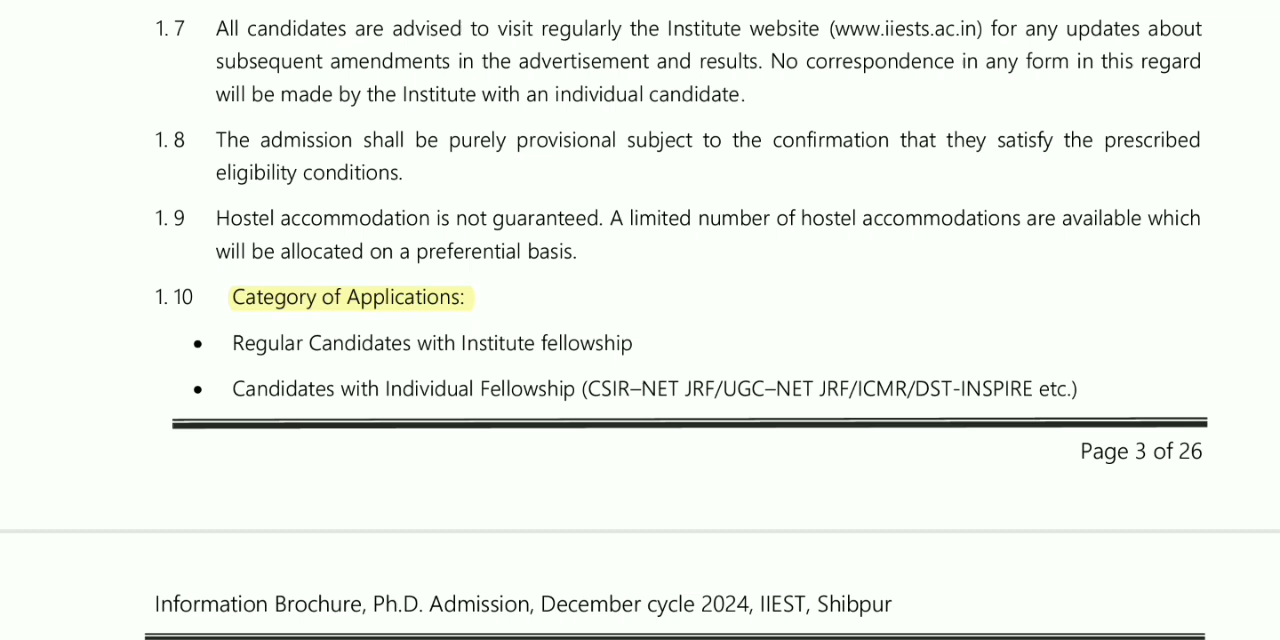 1. 7 All candidates are advised to visit regularly the Institute website (www.iiests.ac.in) for any updates about
subsequent amendments in the advertisement and results. No correspondence in any form in this regard
will be made by the Institute with an individual candidate.
1. 8 The admission shall be purely provisional subject to the confirmation that they satisfy the prescribed
eligibility conditions.
1. 9 Hostel accommodation is not guaranteed. A limited number of hostel accommodations are available which
will be allocated on a preferential basis.
1. 10 Category of Applications:
• Regular Candidates with Institute fellowship
• Candidates with Individual Fellowship (CSIR–NET JRF/UGC–NET JRF/ICMR/DST-INSPIRE etc.)
Page 3 of 26
Information Brochure, Ph.D. Admission, December cycle 2024, IIEST, Shibpur